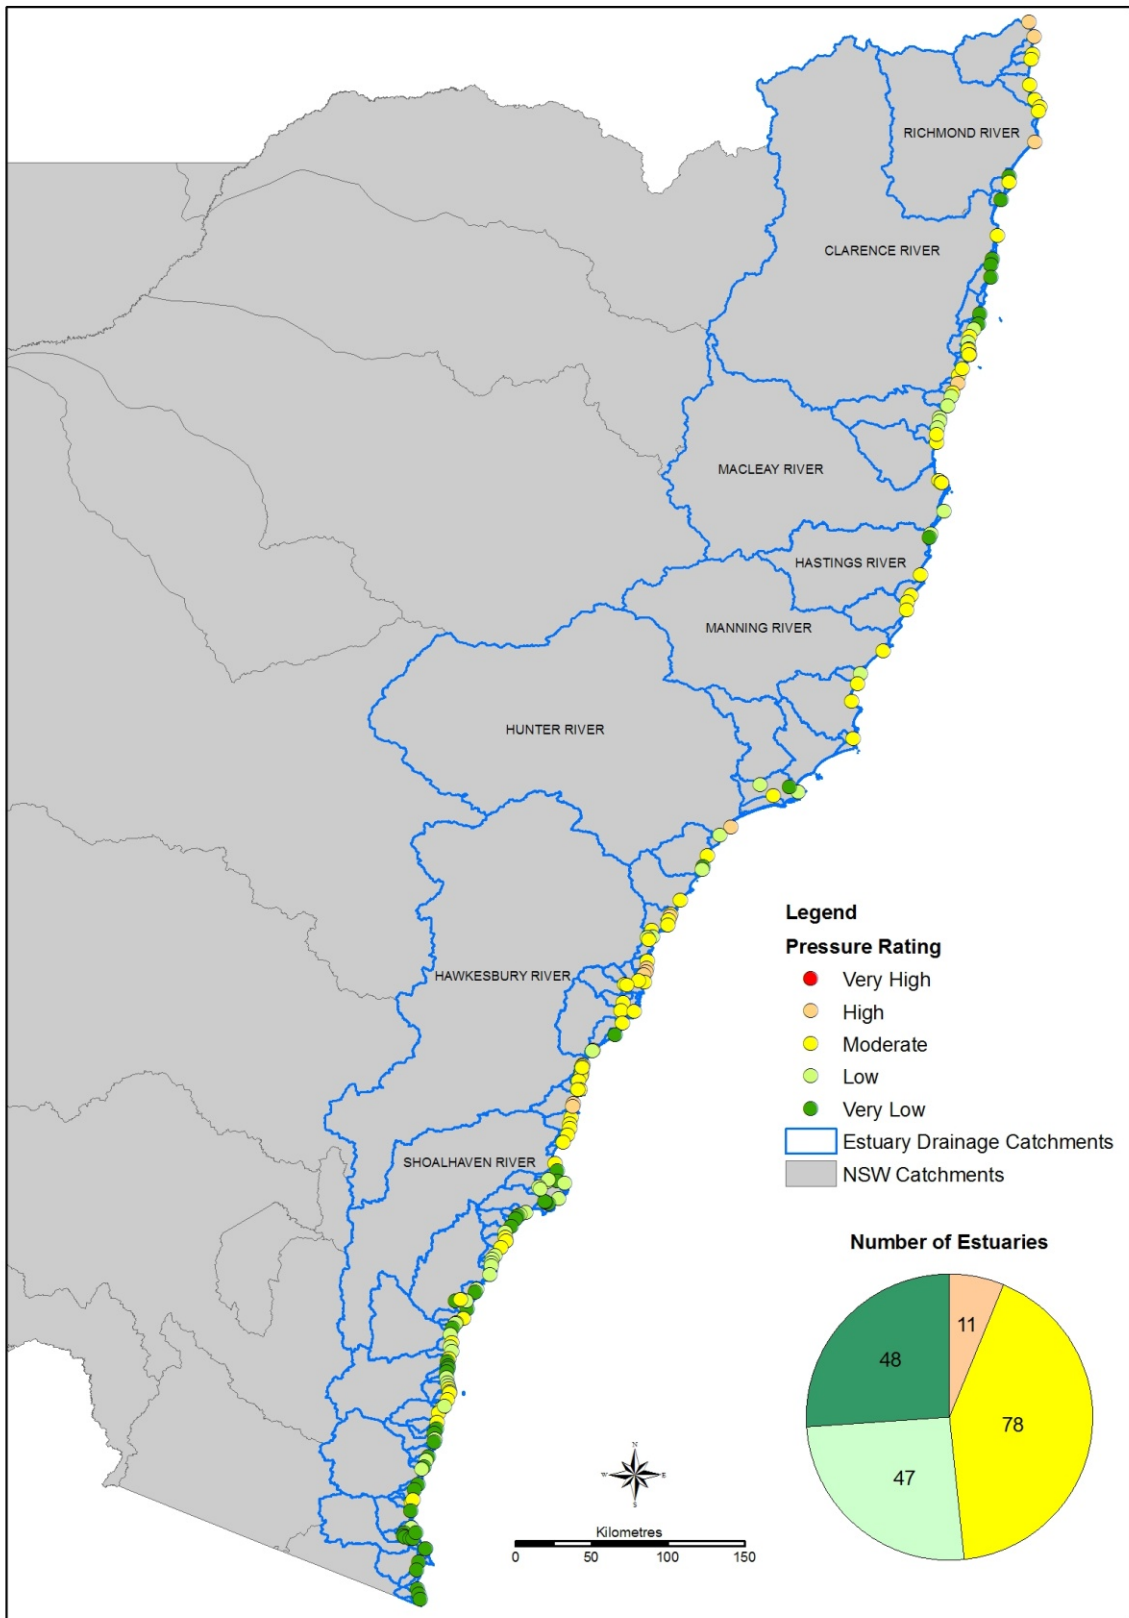 RICHMOND RIVER
CLARENCE RIVER
MACLEAY RIVER
HASTINGS RIVER
MANNING RIVER
HUNTER RIVER
HAWKESBURY RIVER
SHOALHAVEN RIVER
Legend
Pressure Rating
Very High
High
Moderate
Low
Very Low
Estuary Drainage Catchments
NSW Catchments
Number of Estuaries
11
48
78
47
N
W
E
S
Kilometres
0 50 100 150